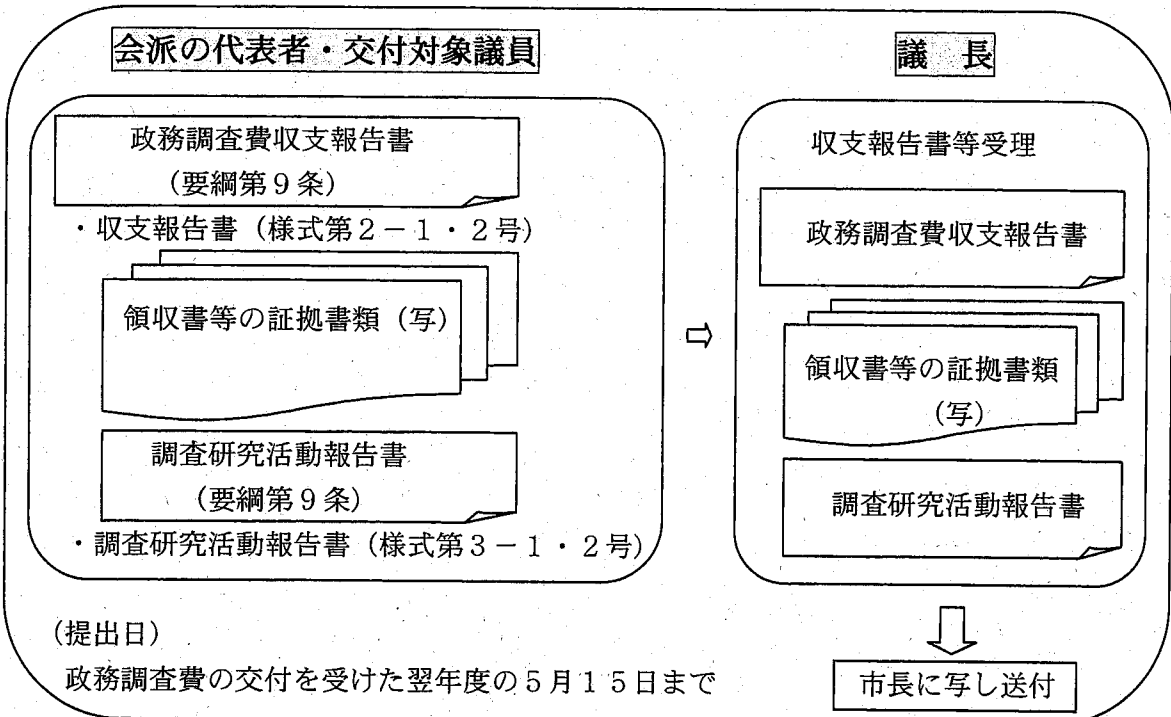 会派の代表者・交付対象議員
政務調査費収支報告書
(要綱第9条)
・収支報告書(様式第2-1・2号)
領収書等の証拠書類(写)
調査研究活動報告書
(要綱第9条)
・調査研究活動報告書(様式第3-1・2号)
⇨
議 長
収支報告書等受理
政務調査費収支報告書
領収書等の証拠書類
(写)
調査研究活動報告書
市長に写し送付
(提出日)
政務調査費の交付を受けた翌年度の5月15日まで